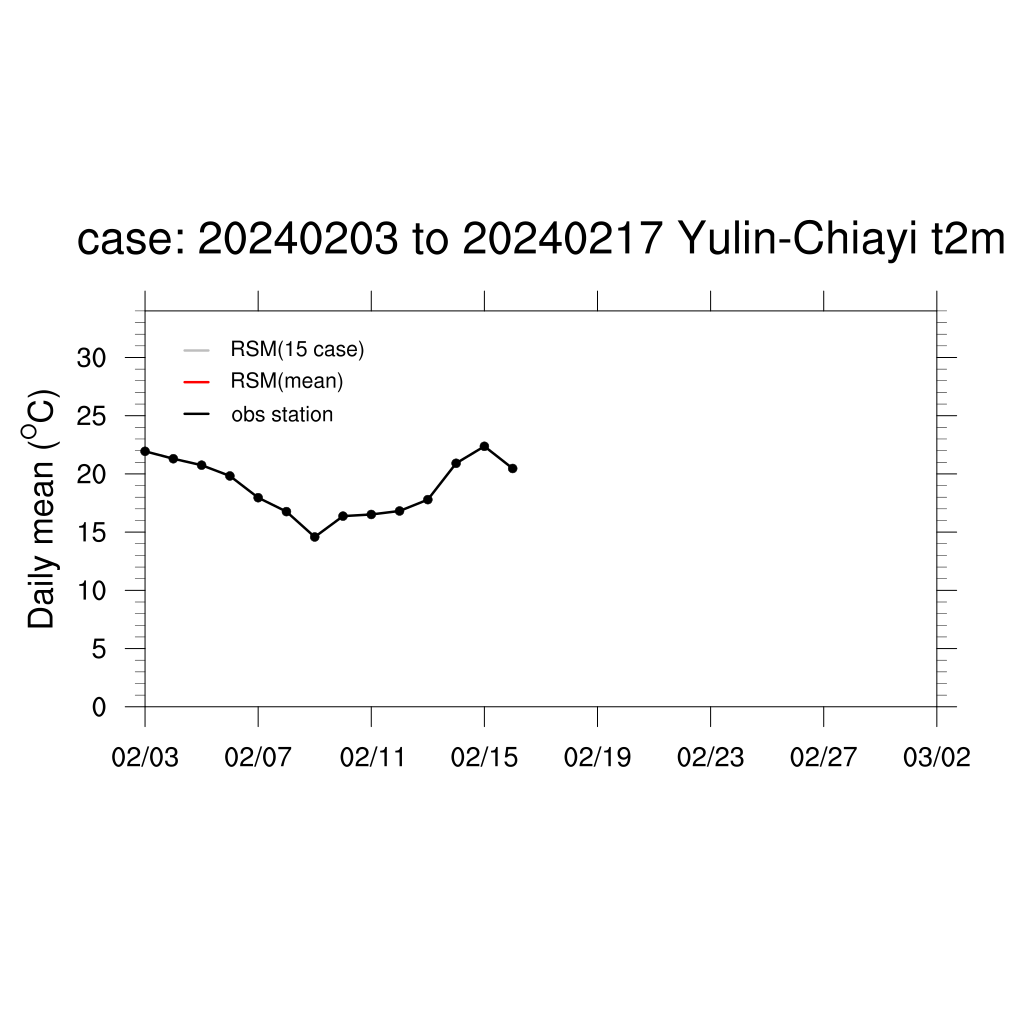 case: 20240203 to 20240217 Yulin-Chiayi t2m
RSM(15 case)
RSM(mean)
obs station
Daily mean (°C)
30
25
20
15
10
5
0
02/03 02/07 02/11 02/15 02/19 02/23 02/27 03/02